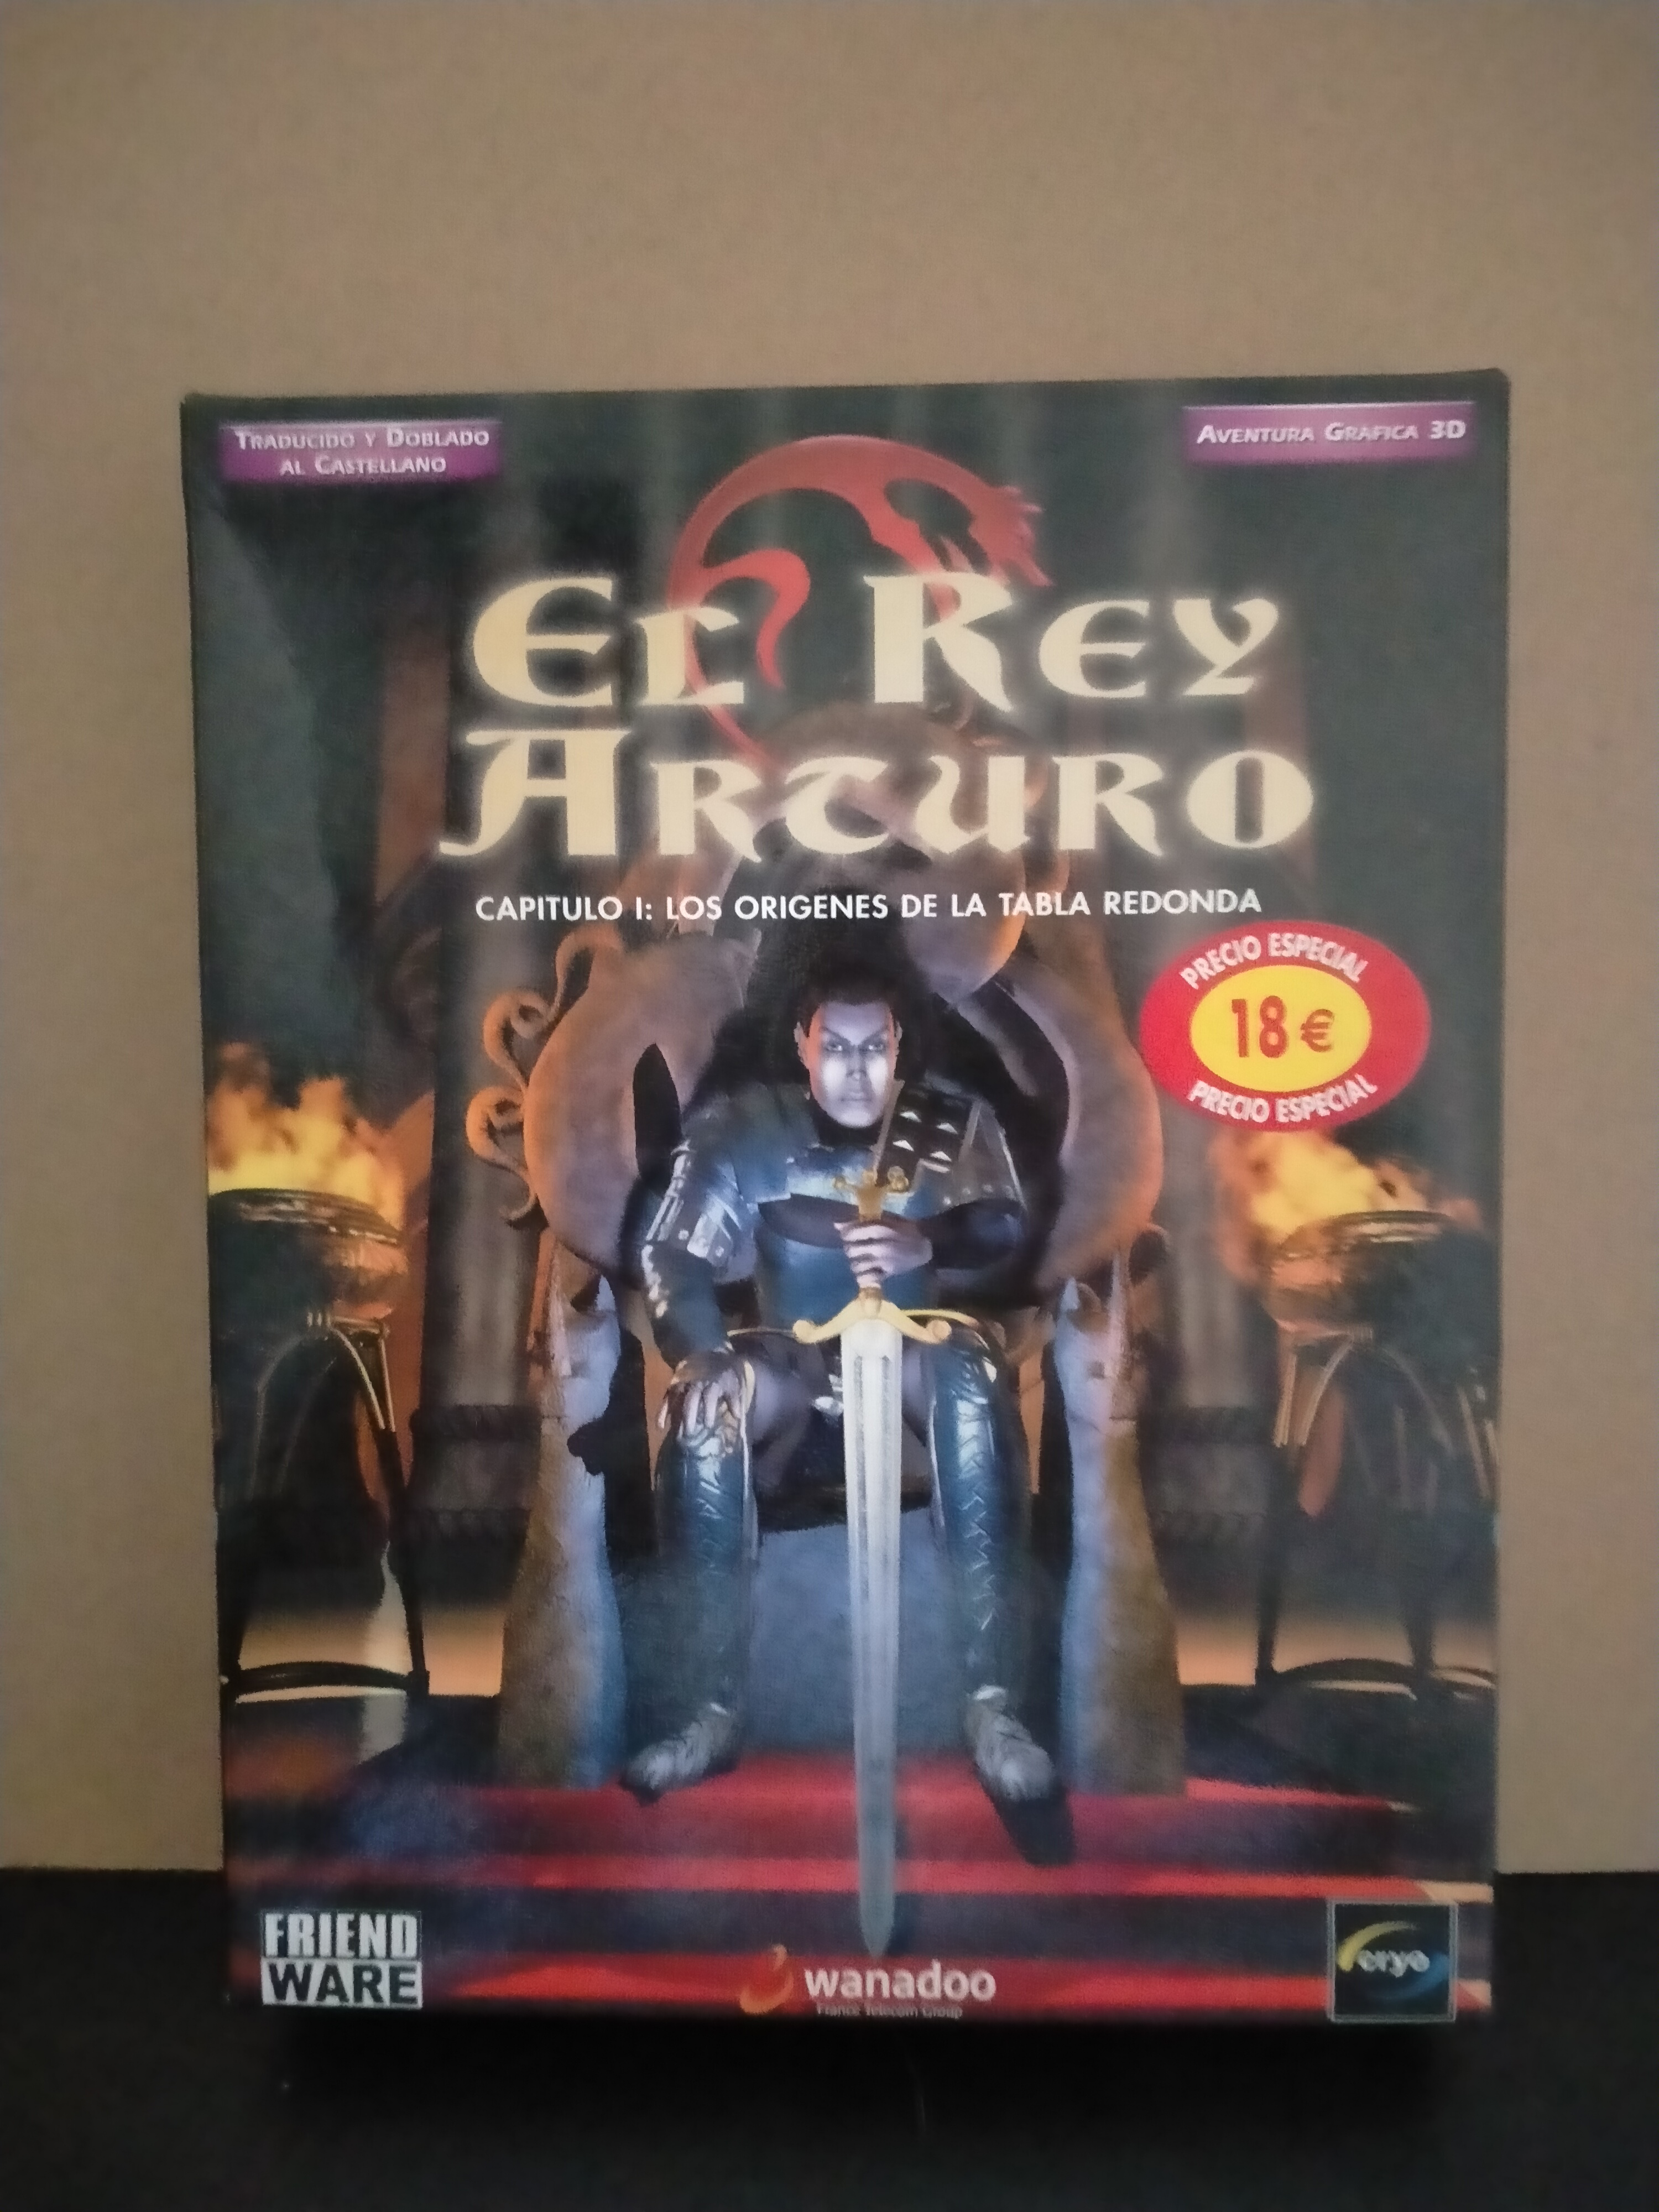 TRADUCIDO Y DOBLADO
AL CASTELLANO
AVENTURA GRAFICA 3D
EL REY
ARTURO
CAPITULO I: LOS ORIGENES DE LA TABLA REDONDA
PRECIO ESPECIAL
18 €
PRECIO ESPECIAL
FRIEND
WARE
wanadoo
France Telecom Group
cryo